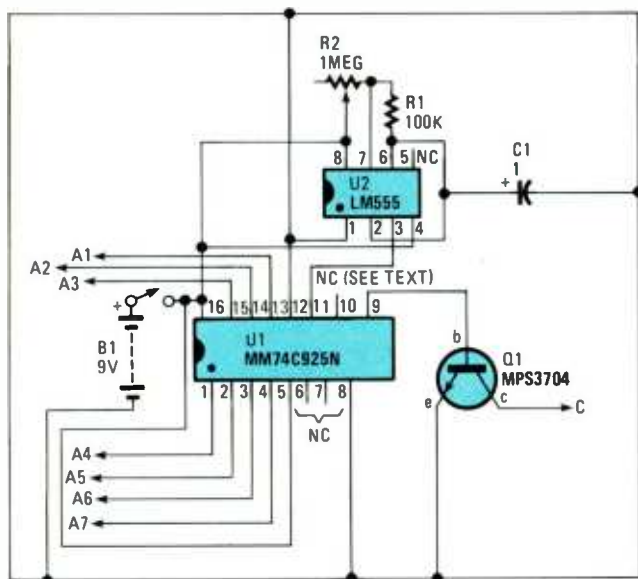 R2
1MEG
R1
100K
C1
+ 1
8 7 6 5 NC
U2
LM555
1 2 3 4
A1
A2
A3
NC (SEE TEXT)
+
16 15 14 13 12 11 10 9
B1
9V
U1
MM74C925N
1 2 3 4 5 6 7 8
NC
b
Q1
MPS3704
e
c
C
A4
A5
A6
A7